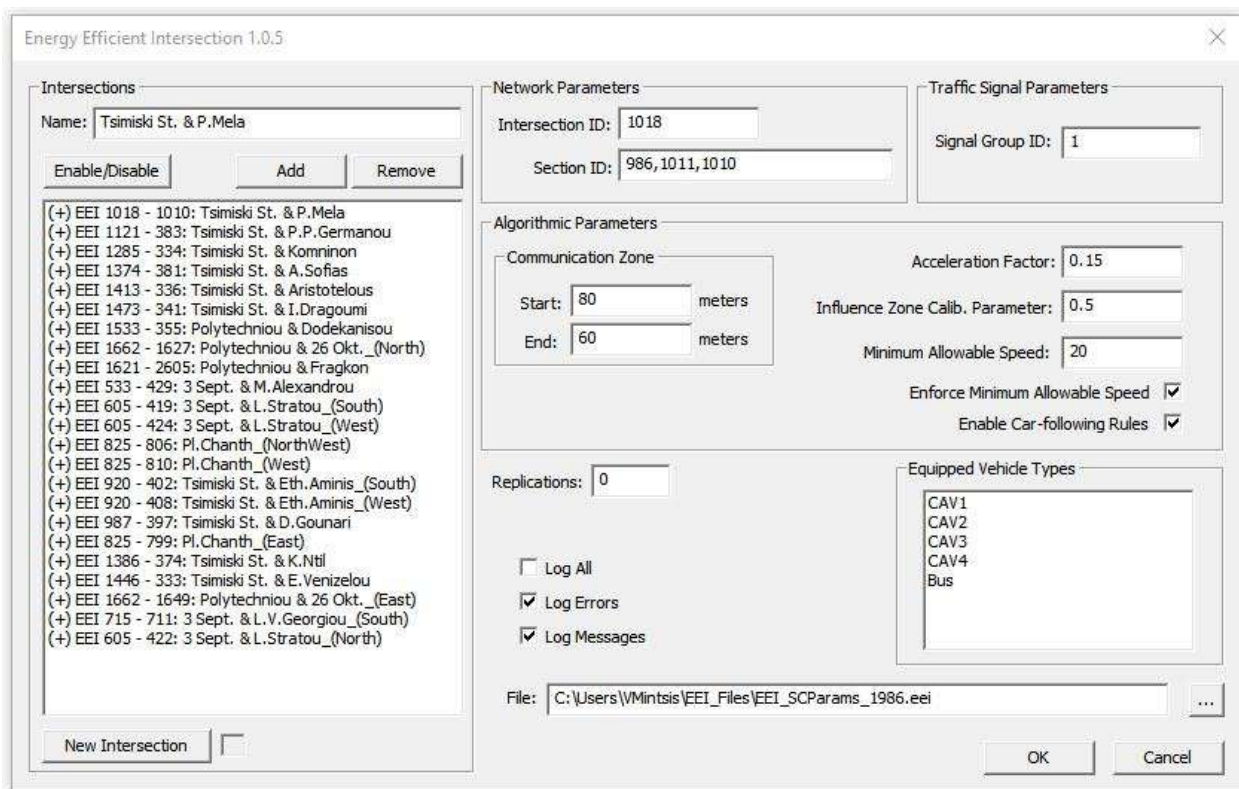 Energy Efficient Intersection 1.0.5
Intersections
Name: Tsimiski St. & P.Mela
Enable/Disable Add Remove
(+) EEI 1018 - 1010: Tsimiski St. & P.Mela
(+) EEI 1121 - 383: Tsimiski St. & P.P.Germanou
(+) EEI 1285 - 334: Tsimiski St. & Komninon
(+) EEI 1374 - 381: Tsimiski St. & A.Sofias
(+) EEI 1413 - 336: Tsimiski St. & Aristotelous
(+) EEI 1473 - 341: Tsimiski St. & I.Dragoumi
(+) EEI 1533 - 355: Polytechniou & Dodekanisou
(+) EEI 1662 - 1627: Polytechniou & 26 Okt._(North)
(+) EEI 1621 - 2605: Polytechniou & Fragkon
(+) EEI 533 - 429: 3 Sept. & M.Alexandrou
(+) EEI 605 - 419: 3 Sept. & L.Stratou_(South)
(+) EEI 605 - 424: 3 Sept. & L.Stratou_(West)
(+) EEI 825 - 806: Pl.Chanth_(NorthWest)
(+) EEI 825 - 810: Pl.Chanth_(West)
(+) EEI 920 - 402: Tsimiski St. & Eth.Aminis_(South)
(+) EEI 920 - 408: Tsimiski St. & Eth.Aminis_(West)
(+) EEI 987 - 397: Tsimiski St. & D.Gounari
(+) EEI 825 - 799: Pl.Chanth_(East)
(+) EEI 1386 - 374: Tsimiski St. & K.Ntil
(+) EEI 1446 - 333: Tsimiski St. & E.Venizelou
(+) EEI 1662 - 1649: Polytechniou & 26 Okt._(East)
(+) EEI 715 - 711: 3 Sept. & L.V.Georgiou_(South)
(+) EEI 605 - 422: 3 Sept. & L.Stratou_(North)
New Intersection
Network Parameters
Intersection ID: 1018
Section ID: 986,1011,1010
Traffic Signal Parameters
Signal Group ID: 1
Algorithmic Parameters
Communication Zone
Start: 80 meters
End: 60 meters
Acceleration Factor: 0.15
Influence Zone Calib. Parameter: 0.5
Minimum Allowable Speed: 20
Enforce Minimum Allowable Speed
Enable Car-following Rules
Replications: 0
Log All
Log Errors
Log Messages
Equipped Vehicle Types
CAV1
CAV2
CAV3
CAV4
Bus
File: C:\Users\VMintsis\EEI_Files\EEI_SCParams_1986.eei ...
OK Cancel